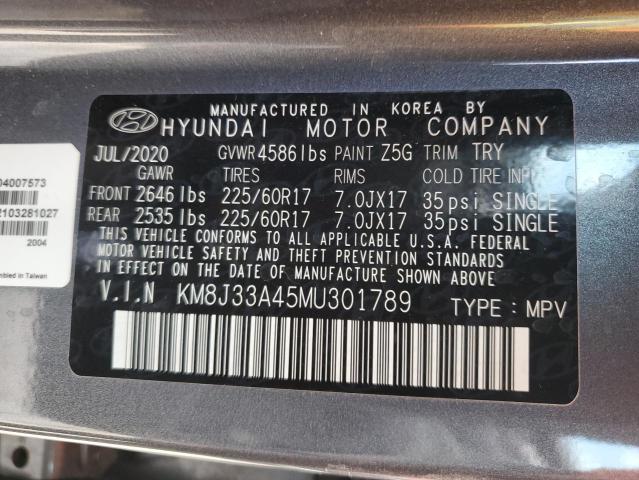 MANUFACTURED IN KOREA BY
HYUNDAI MOTOR COMPANY
JUL/2020 GVWR 4586 lbs PAINT Z5G TRIM TRY
GAWR TIRES RIMS COLD TIRE INP
FRONT 2646 lbs 225/60R17 7.0JX17 35 psi SINGLE
REAR 2535 lbs 225/60R17 7.0JX17 35 psi SINGLE
THIS VEHICLE CONFORMS TO ALL APPLICABLE U.S.A. FEDERAL
MOTOR VEHICLE SAFETY AND THEFT PREVENTION STANDARDS
IN EFFECT ON THE DATE OF MANUFACTURE SHOWN ABOVE.
V.I.N KM8J33A45MU301789 TYPE: MPV
04007573
2103281027
2004
mbled in Taiwan